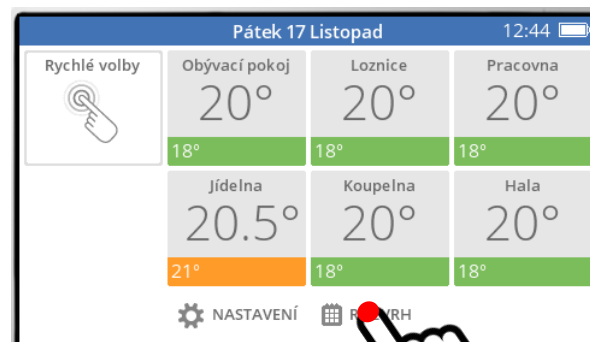 Pátek 17 Listopad 12:44
Rychlé volby
Obývací pokoj
20°
18°
Loznice
20°
18°
Pracovna
20°
18°
Jídelna
20.5°
21°
Koupelna
20°
18°
Hala
20°
18°
NASTAVENÍ